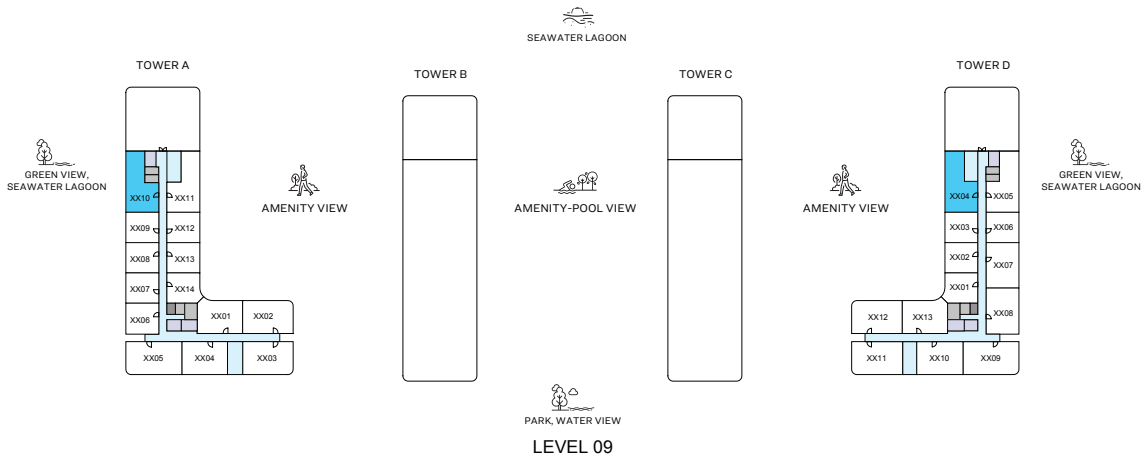 SEAWATER LAGOON
TOWER A
TOWER B
TOWER C
TOWER D
GREEN VIEW,
SEAWATER LAGOON
AMENITY VIEW
AMENITY-POOL VIEW
AMENITY VIEW
GREEN VIEW,
SEAWATER LAGOON
XX10
XX11
XX09
XX12
XX08
XX13
XX07
XX14
XX06
XX01
XX02
XX05
XX04
XX03
XX04
XX05
XX03
XX06
XX02
XX07
XX01
XX08
XX12
XX13
XX11
XX10
XX09
PARK, WATER VIEW
LEVEL 09